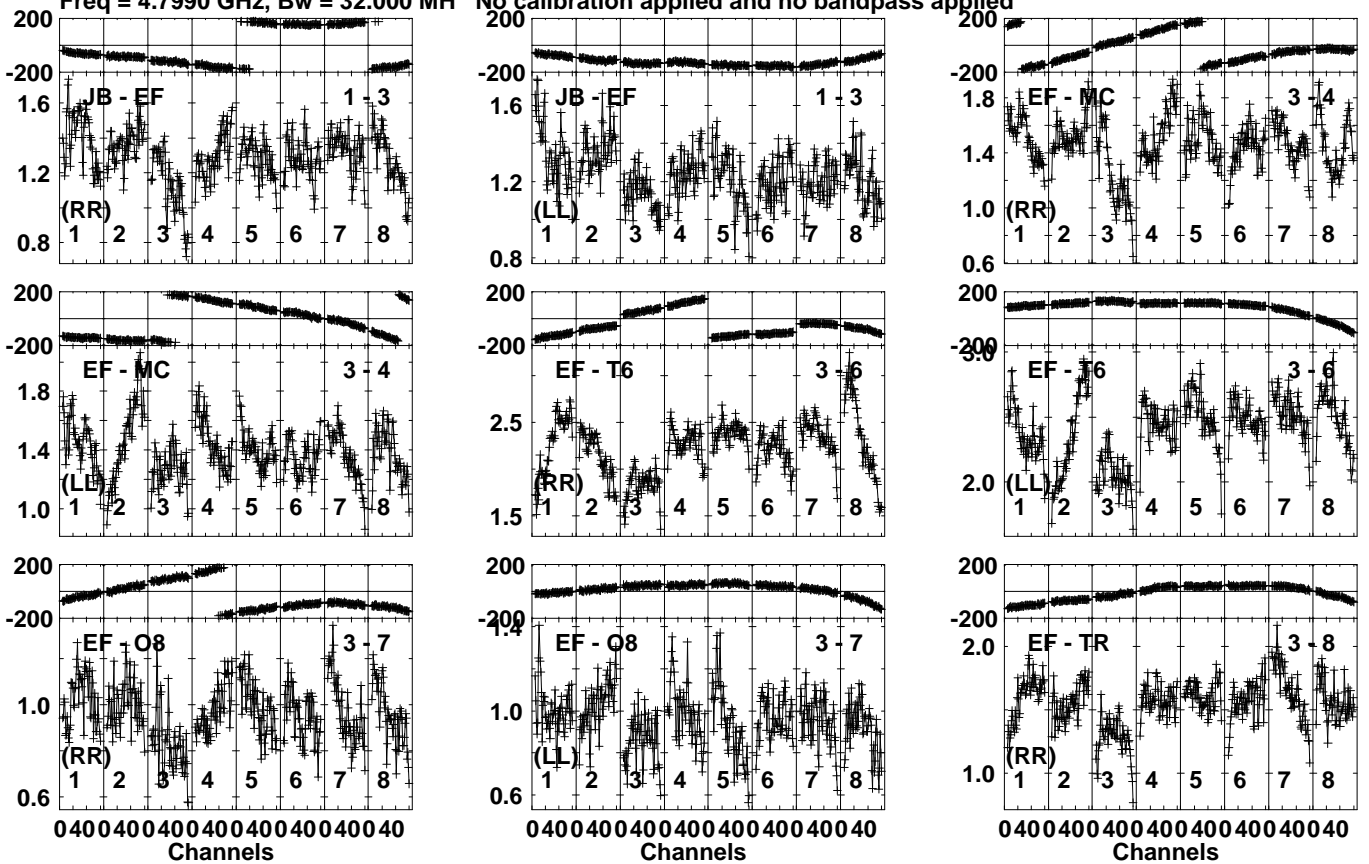 Freq = 4.7990 GHz, Bw = 32.000 MH No calibration applied and no bandpass applied
200
-200
JB - EF 1 - 3
1.6
1.2
0.8
(RR)
1 2 3 4 5 6 7 8
200
-200
JB - EF 1 - 3
1.6
1.2
0.8
(LL)
1 2 3 4 5 6 7 8
200
-200
EF - MC 3 - 4
1.8
1.4
1.0
0.6
(RR)
1 2 3 4 5 6 7 8
200
-200
EF - MC 3 - 4
1.8
1.4
1.0
(LL)
1 2 3 4 5 6 7 8
200
-200
EF - T6 3 - 6
2.5
1.5
(RR)
1 2 3 4 5 6 7 8
200
-200
3.0
EF - T6 3 - 6
2.0
(LL)
1 2 3 4 5 6 7 8
200
-200
EF - O8 3 - 7
1.0
0.6
(RR)
1 2 3 4 5 6 7 8
200
-200
1.4
EF - O8 3 - 7
1.0
0.6
(LL)
1 2 3 4 5 6 7 8
200
-200
EF - TR 3 - 8
2.0
1.0
(RR)
1 2 3 4 5 6 7 8
0 40 0 40 0 40 0 40 0 40 0 40 0 40 0 40
Channels
0 40 0 40 0 40 0 40 0 40 0 40 0 40 0 40
Channels
0 40 0 40 0 40 0 40 0 40 0 40 0 40 0 40
Channels